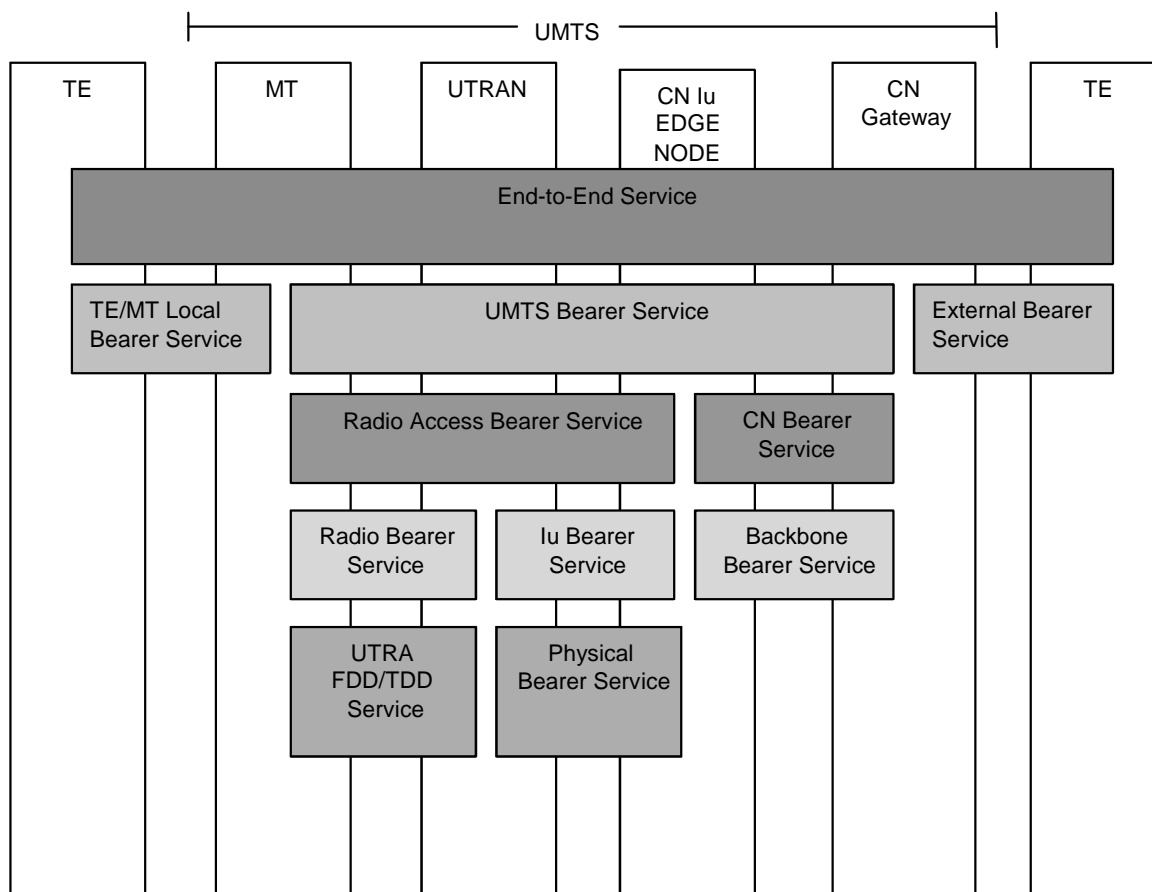 UMTS
TE
MT
UTRAN
CN Iu
EDGE
NODE
CN
Gateway
TE
End-to-End Service
TE/MT Local
Bearer Service
UMTS Bearer Service
External Bearer
Service
Radio Access Bearer Service
CN Bearer
Service
Radio Bearer
Service
Iu Bearer
Service
Backbone
Bearer Service
UTRA
FDD/TDD
Service
Physical
Bearer Service